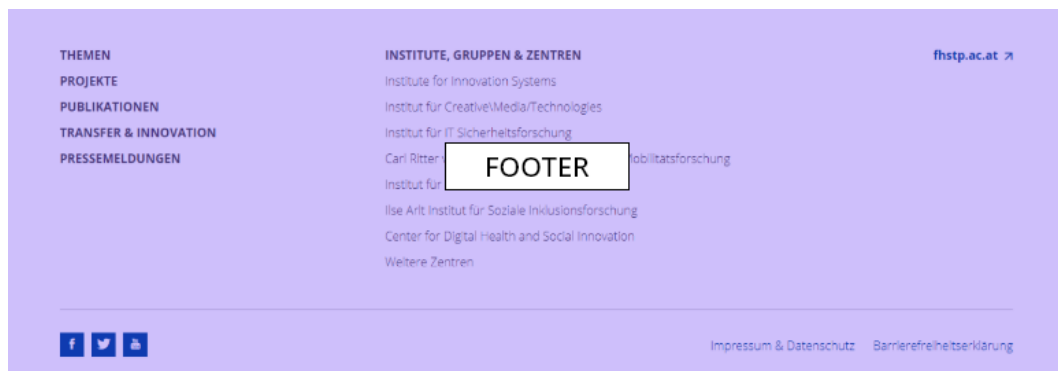 THEMEN
PROJEKTE
PUBLIKATIONEN
TRANSFER & INNOVATION
PRESSEMELDUNGEN
INSTITUTE, GRUPPEN & ZENTREN
Institute for Innovation Systems
Institut für Creative\Media/Technologies
Institut für IT Sicherheitsforschung
Carl Ritter
FOOTER
Institut für
Ilse Arlt Institut für Soziale Inklusionsforschung
Center for Digital Health and Social Innovation
Weitere Zentren
fhstp.ac.at
Impressum & Datenschutz Barrierefreiheitserklärung